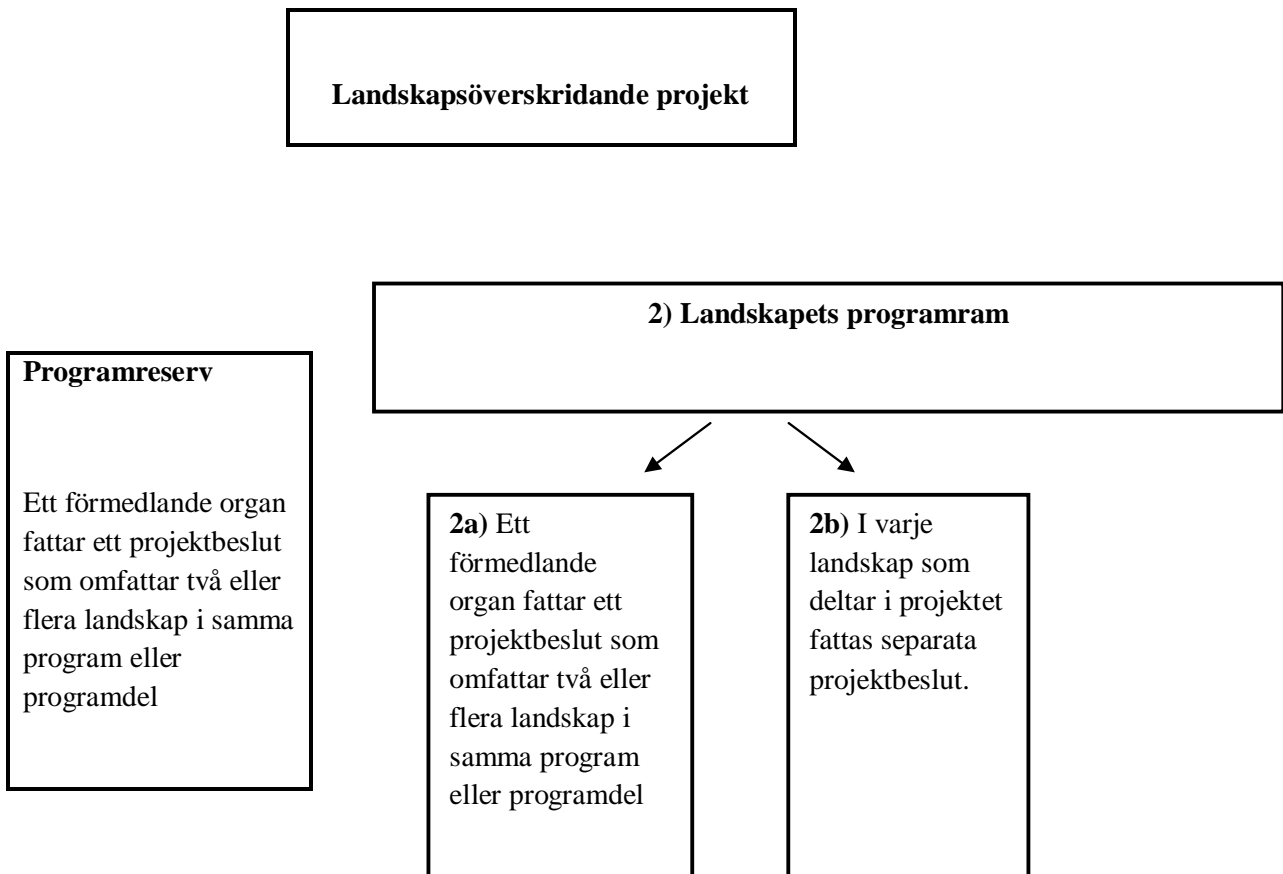 Landskapsöverskridande projekt
2) Landskapets programram
Programreserv
Ett förmedlande organ
fattar ett projektbeslut
som omfattar två eller
flera landskap i samma
program eller
programdel
2a) Ett
förmedlande
organ fattar ett
projektbeslut som
omfattar två eller
flera landskap i
samma program
eller programdel
2b) I varje
landskap som
deltar i projektet
fattas separata
projektbeslut.